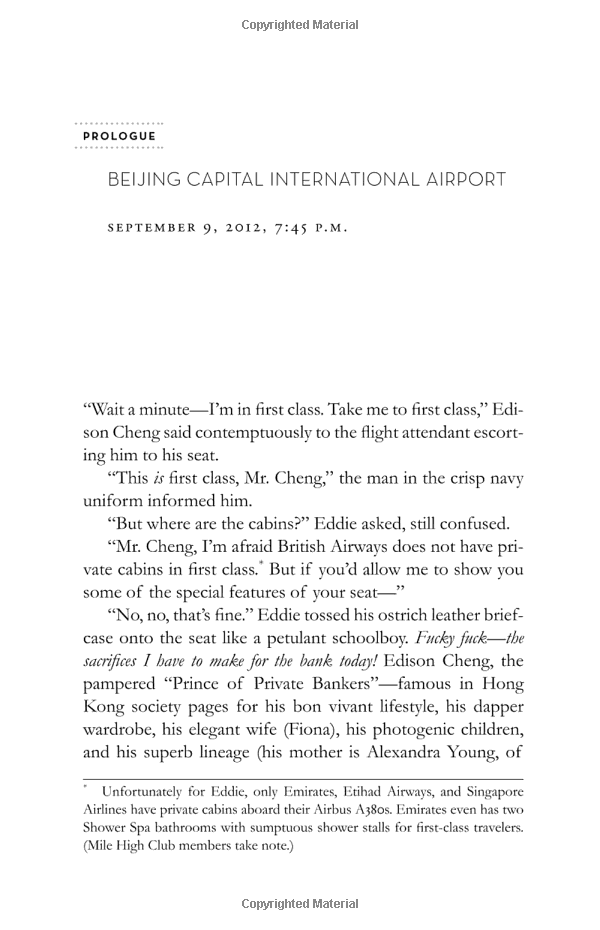 Copyrighted Material
PROLOGUE
BEIJING CAPITAL INTERNATIONAL AIRPORT
SEPTEMBER 9, 2012, 7:45 P.M.
“Wait a minute—I’m in first class. Take me to first class,” Edi-
son Cheng said contemptuously to the flight attendant escort-
ing him to his seat.
“This is first class, Mr. Cheng,” the man in the crisp navy
uniform informed him.
“But where are the cabins?” Eddie asked, still confused.
“Mr. Cheng, I’m afraid British Airways does not have pri-
vate cabins in first class.* But if you’d allow me to show you
some of the special features of your seat—”
“No, no, that’s fine.” Eddie tossed his ostrich leather brief-
case onto the seat like a petulant schoolboy. Fucky fuck—the
sacrifices I have to make for the bank today! Edison Cheng, the
pampered “Prince of Private Bankers”—famous in Hong
Kong society pages for his bon vivant lifestyle, his dapper
wardrobe, his elegant wife (Fiona), his photogenic children,
and his superb lineage (his mother is Alexandra Young, of
* Unfortunately for Eddie, only Emirates, Etihad Airways, and Singapore
Airlines have private cabins aboard their Airbus A380s. Emirates even has two
Shower Spa bathrooms with sumptuous shower stalls for first-class travelers.
(Mile High Club members take note.)
Copyrighted Material